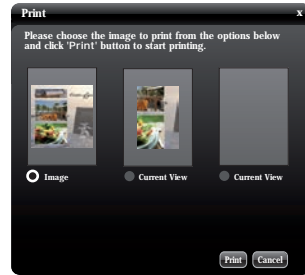 Print x
Please choose the image to print from the options below
and click 'Print' button to start printing.
Image Current View Current View
Print Cancel